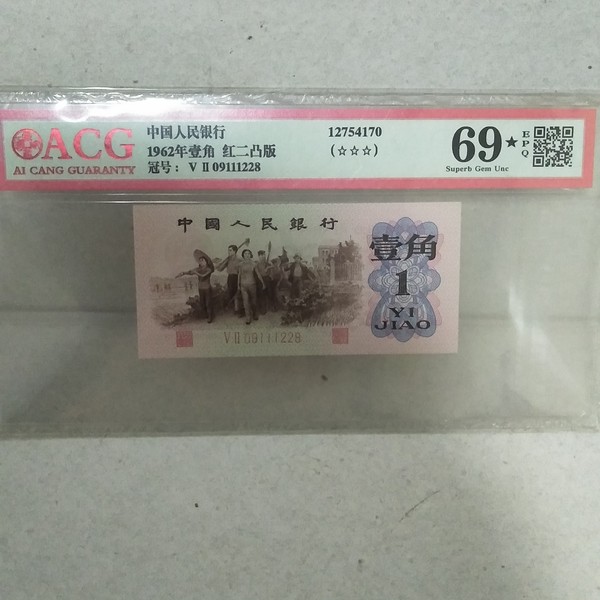 ACG
AI CANG GUARANTY
中国人民银行
1962年壹角 红二凸版
冠号: V II 09111228
12754170
(☆☆☆)
69★
EPQ
Superb Gem Unc
中國人民銀行
壹角
1
YI
JIAO
V II 09111228